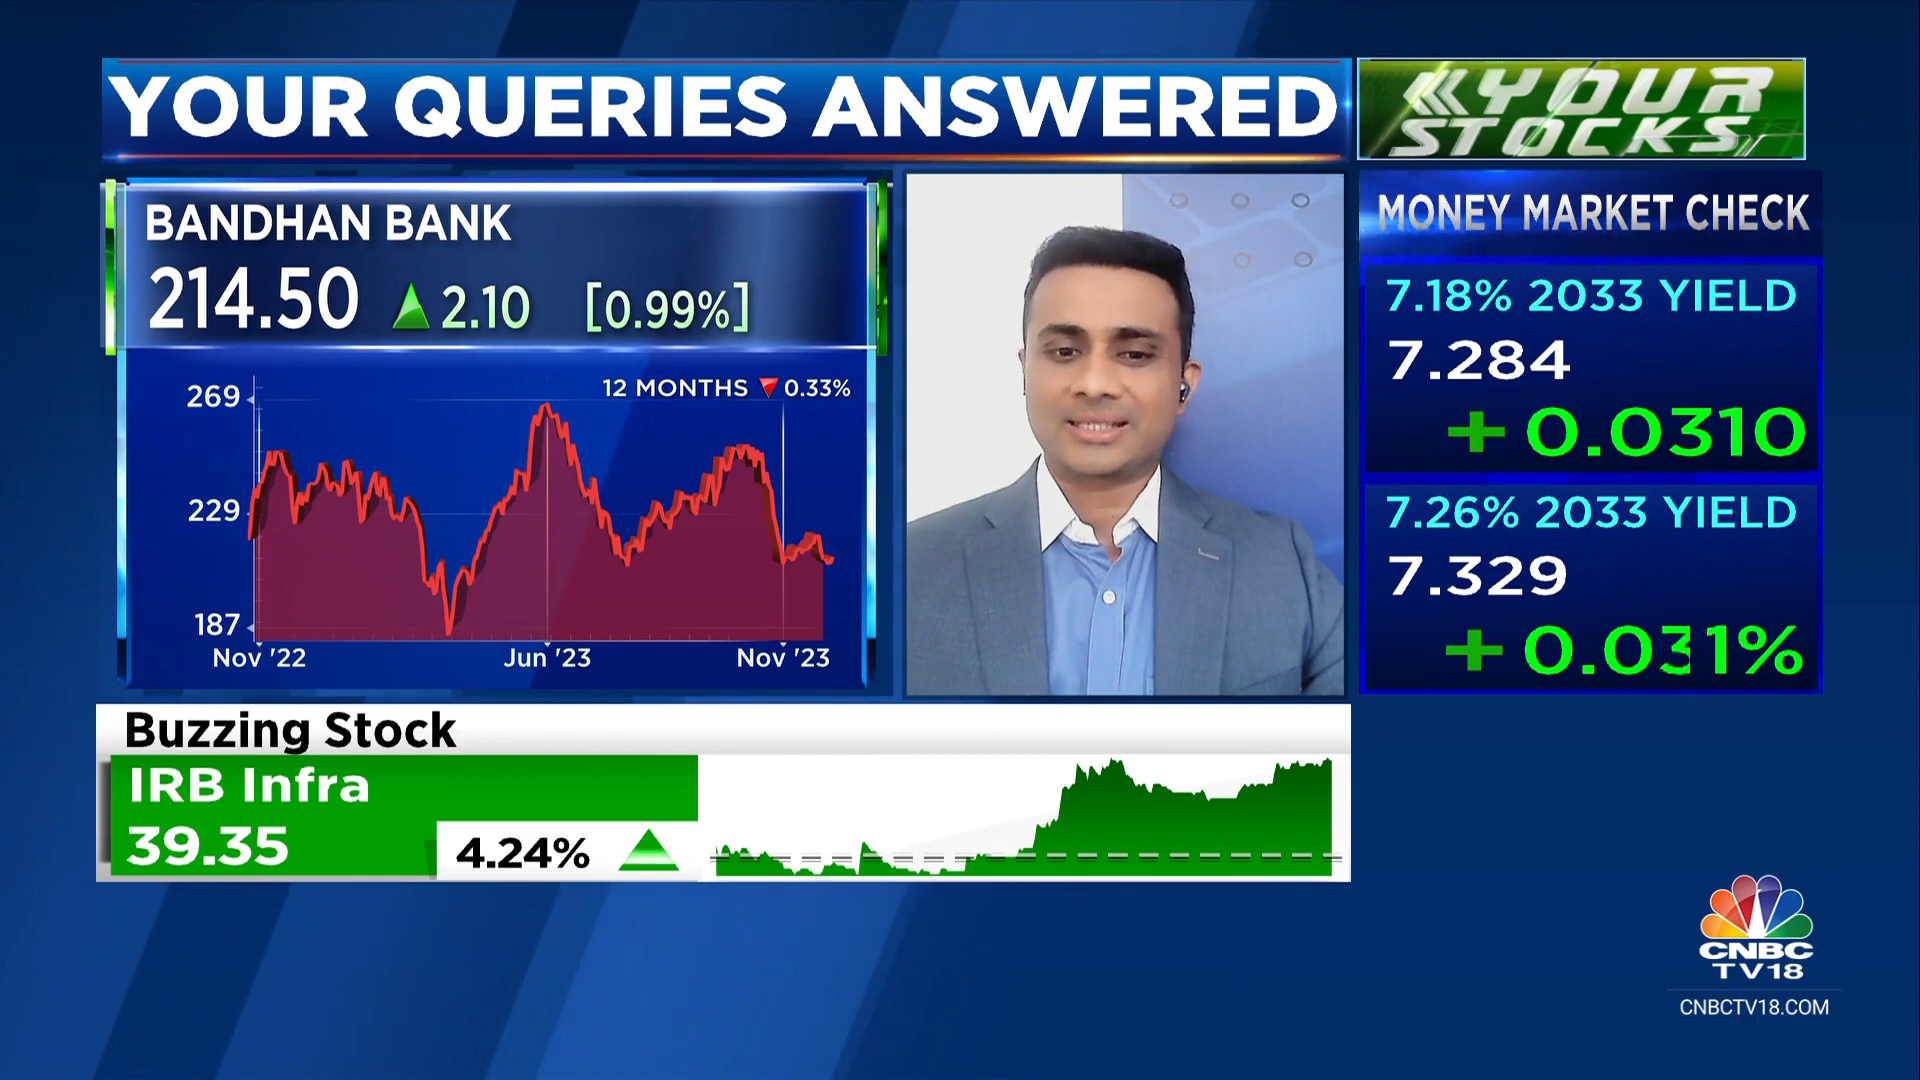 YOUR QUERIES ANSWERED
YOUR
STOCKS
BANDHAN BANK
214.50 ▲ 2.10 [0.99%]
12 MONTHS ▼ 0.33%
269
229
187
Nov '22 Jun '23 Nov '23
MONEY MARKET CHECK
7.18% 2033 YIELD
7.284
+ 0.0310
7.26% 2033 YIELD
7.329
+ 0.031%
Buzzing Stock
IRB Infra
39.35
4.24%
CNBC
TV18
CNBCTV18.COM